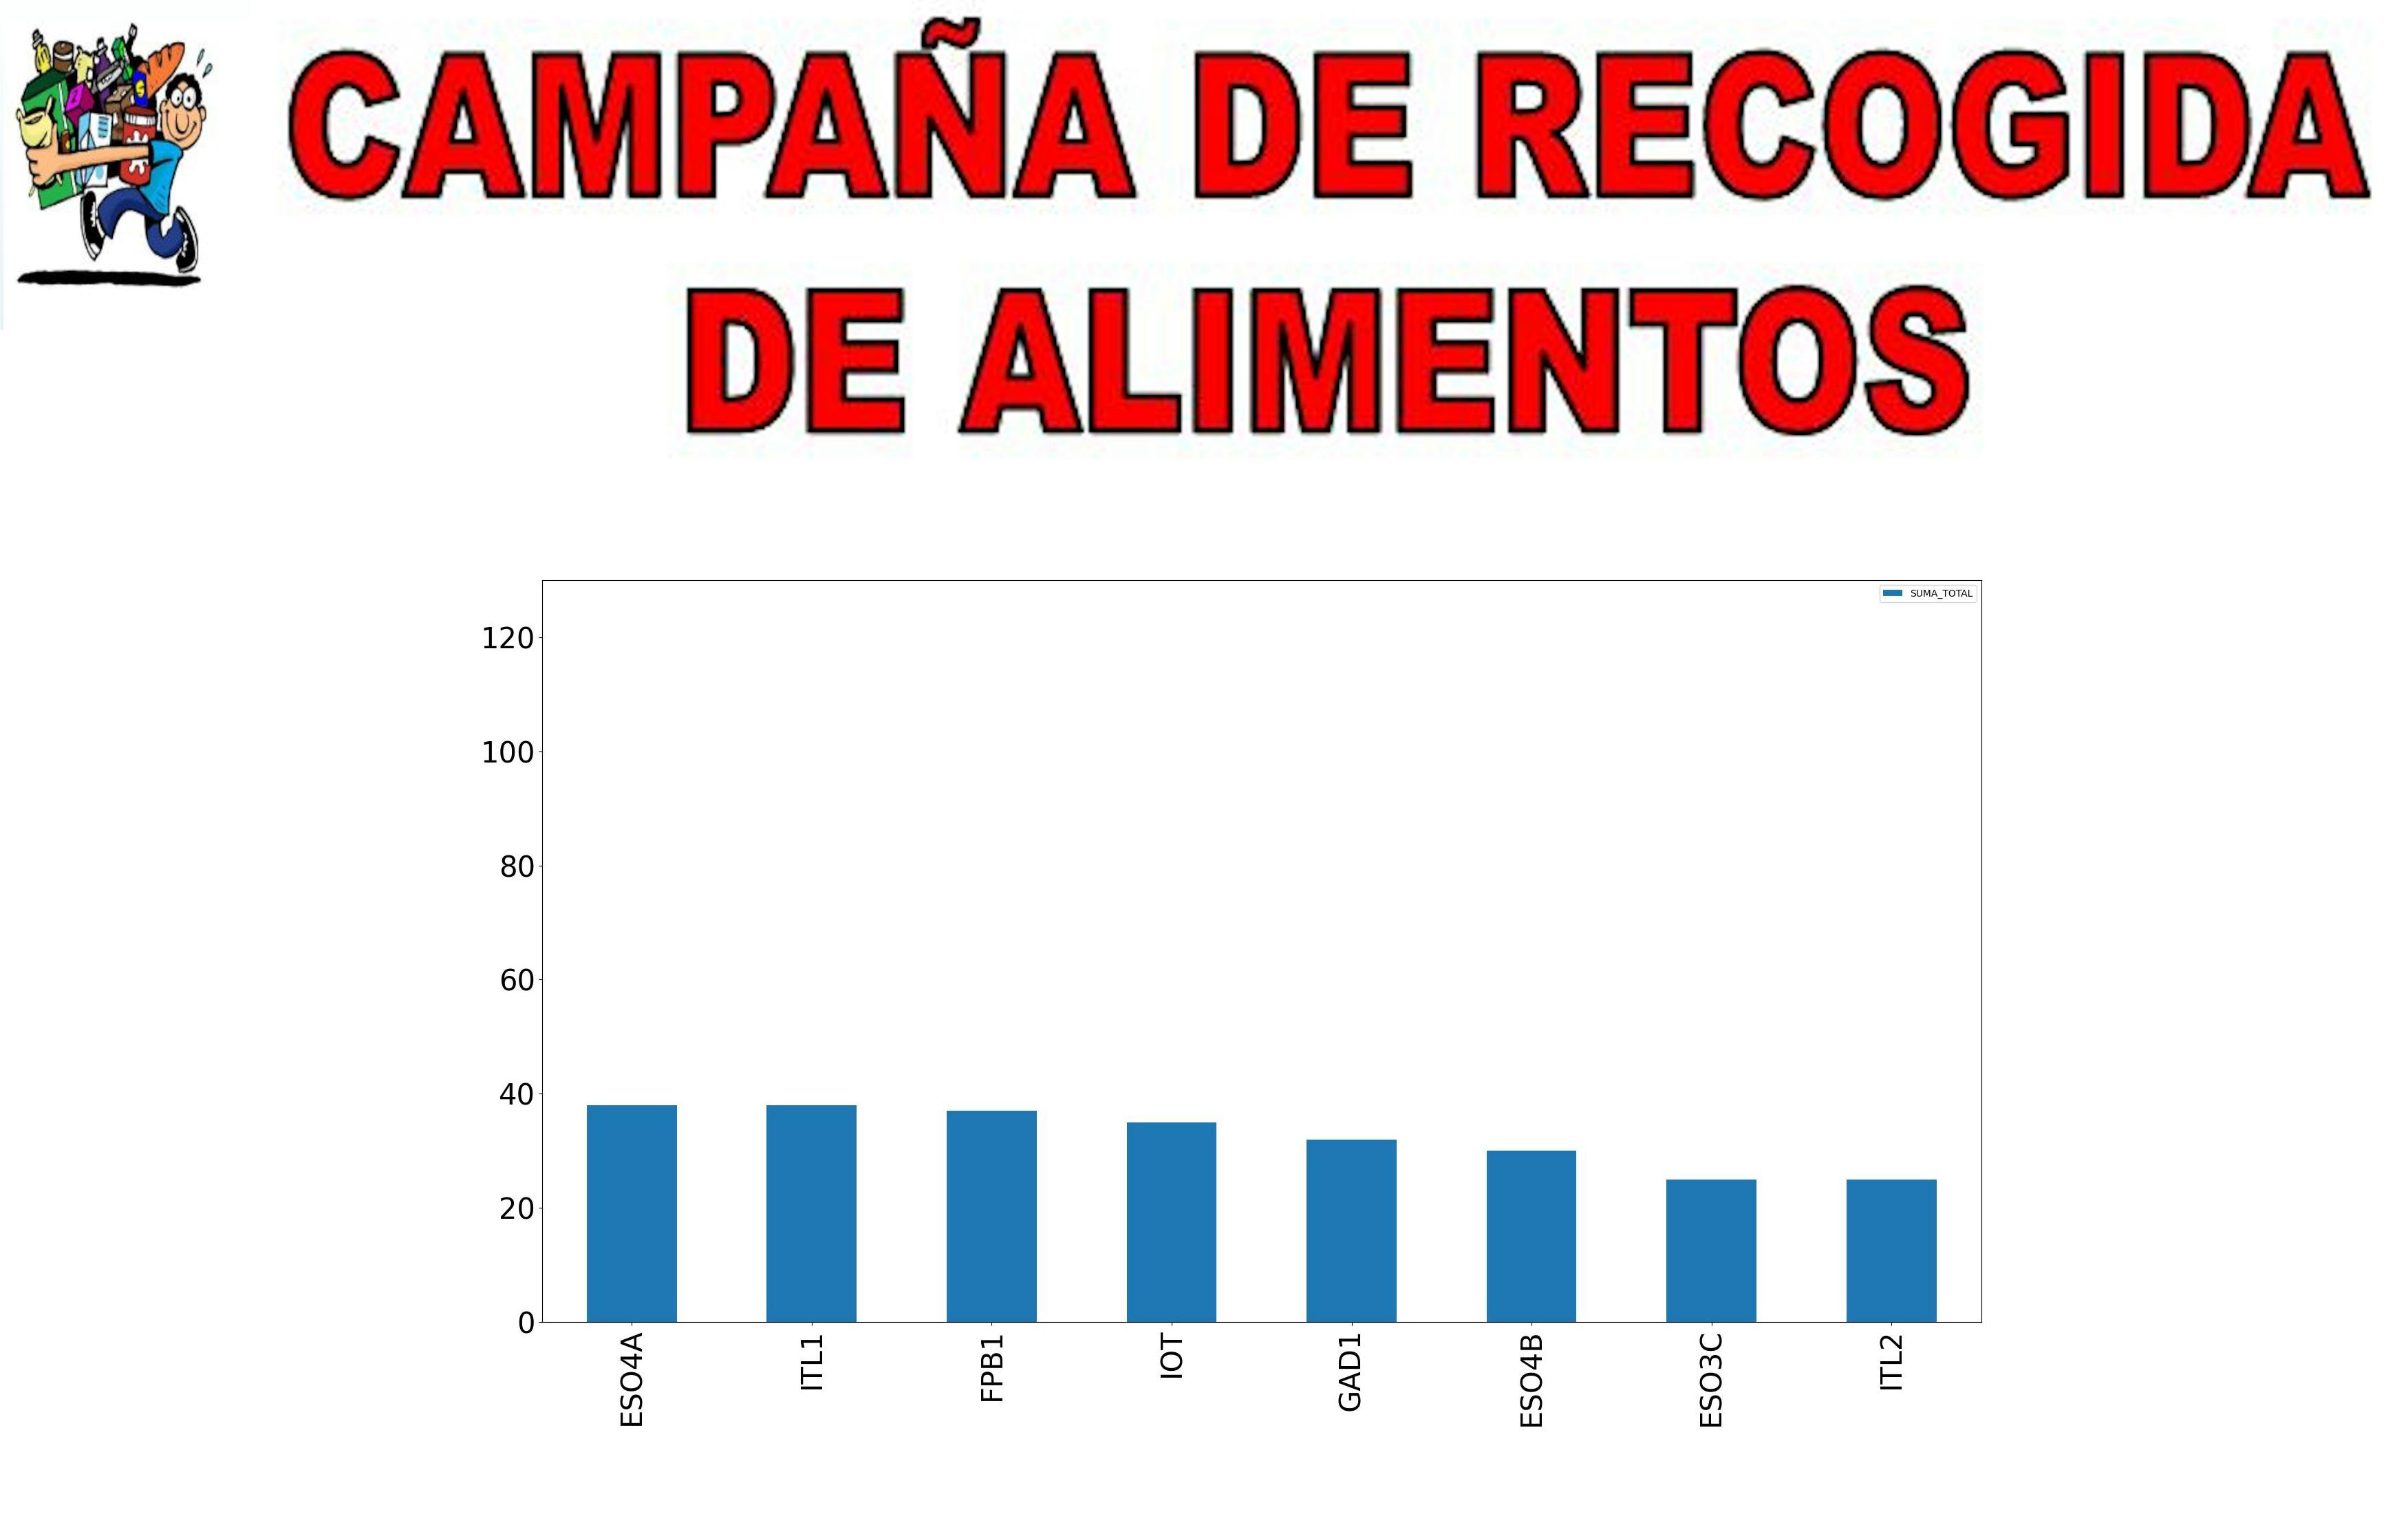 CAMPAÑA DE RECOGIDA
DE ALIMENTOS
SUMA_TOTAL
120
100
80
60
40
20
0
ESO4A
ITL1
FPB1
IOT
GAD1
ESO4B
ESO3C
ITL2